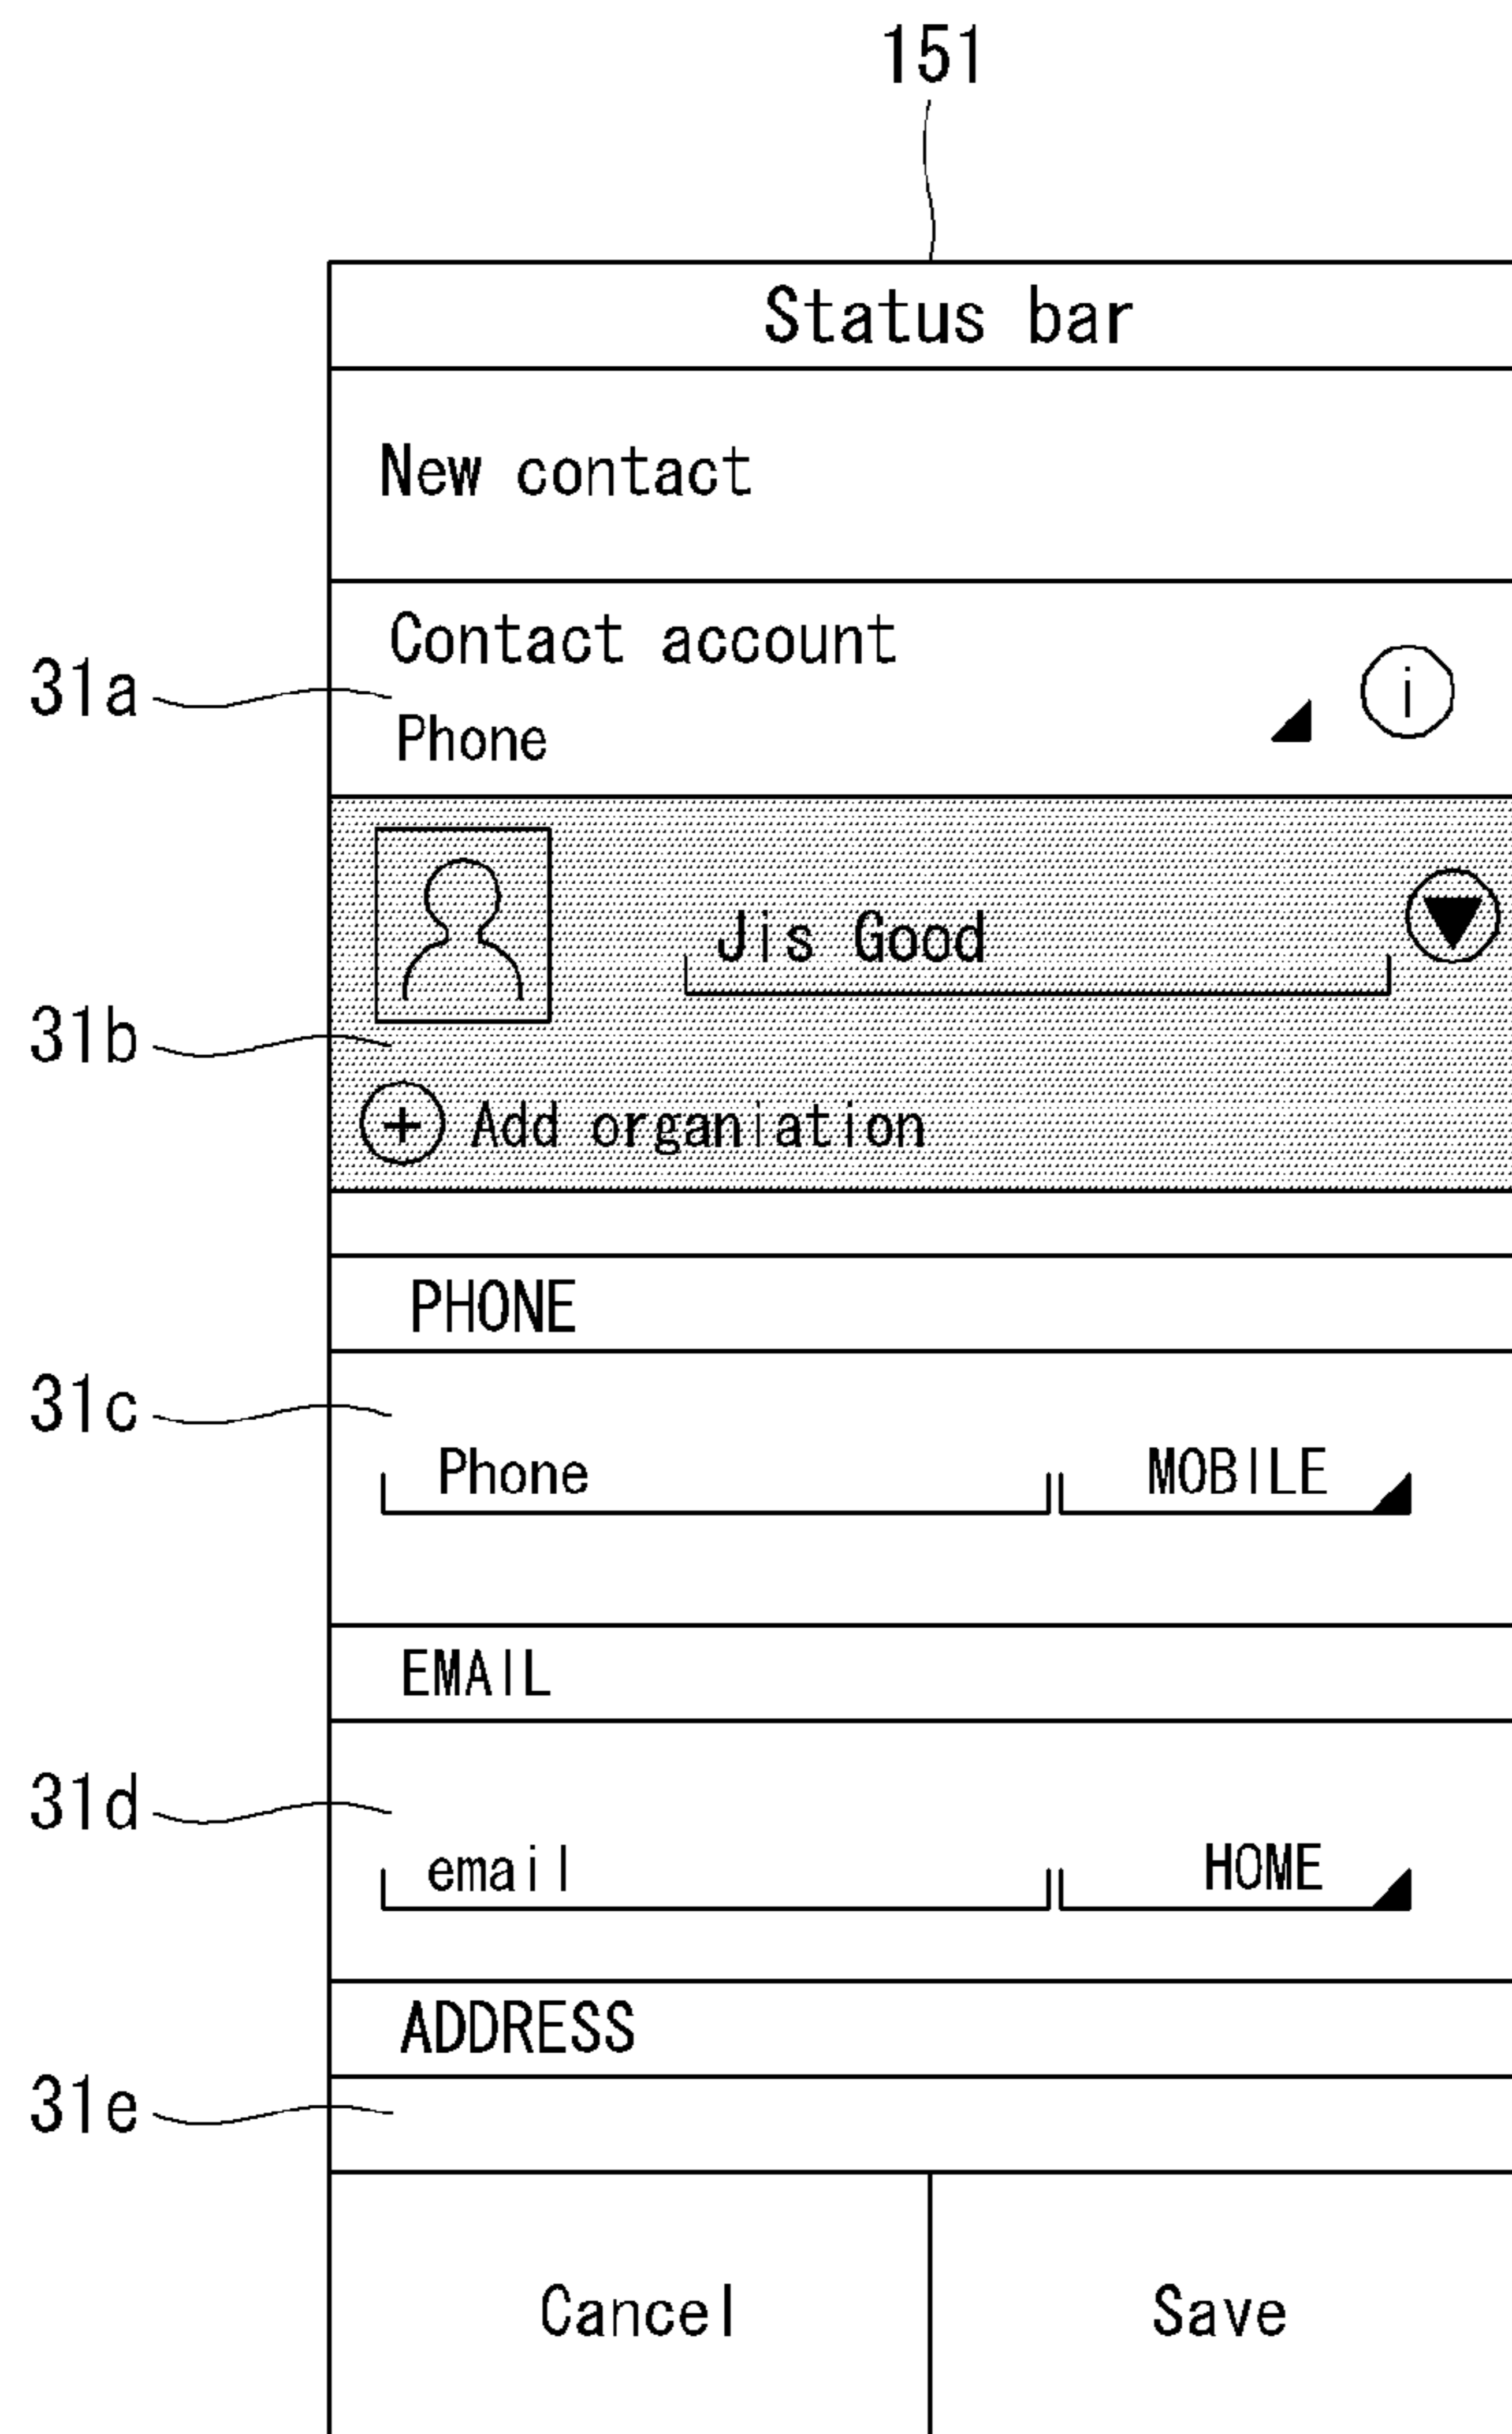 151
Status bar
New contact
Contact account
31a
i
Phone
Jis Good
31b
+ Add organiation
PHONE
31c
Phone MOBILE
EMAIL
31d
email HOME
ADDRESS
31e
Cancel Save